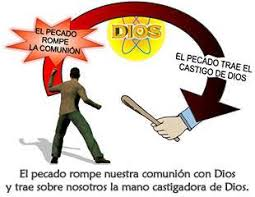 EL PECADO
ROMPE
LA COMUNIÓN
DIOS
EL PECADO TRAE EL
CASTIGO DE DIOS
El pecado rompe nuestra comunión con Dios
y trae sobre nosotros la mano castigadora de Dios.